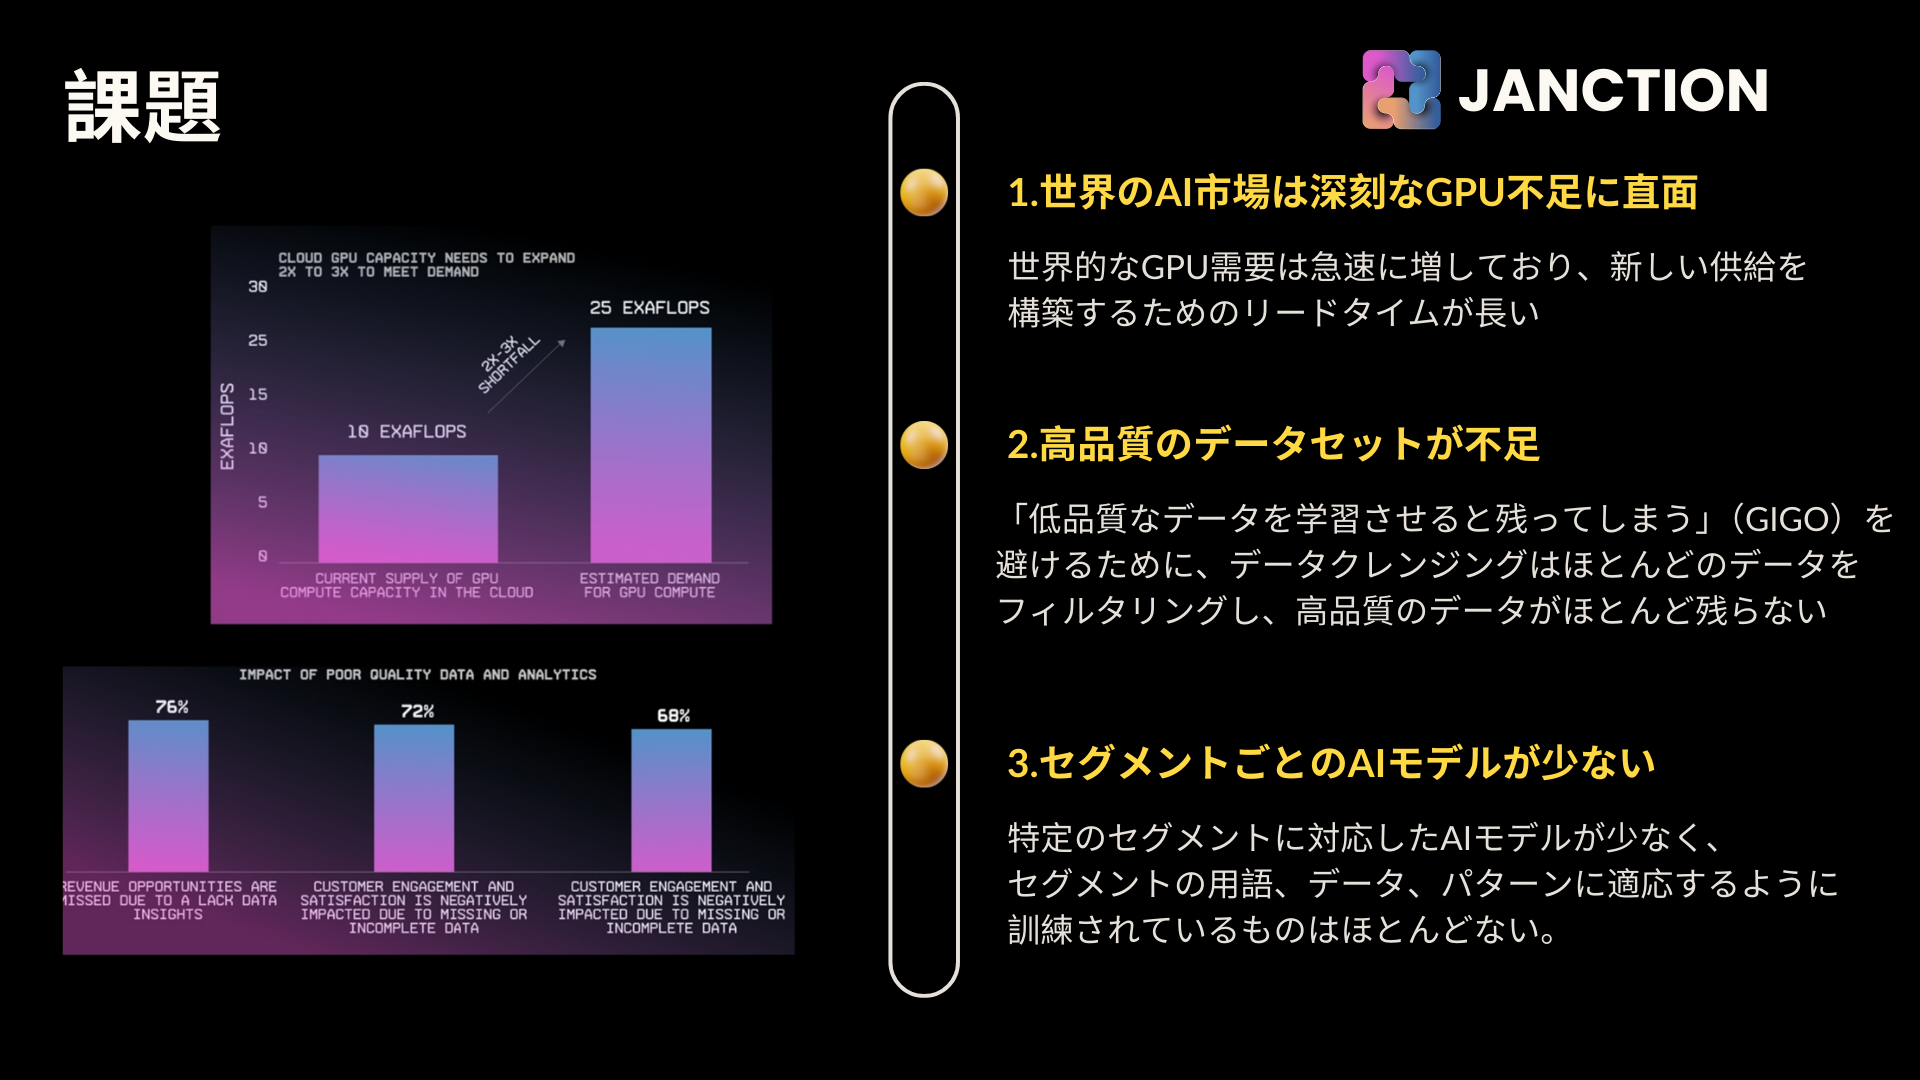 課題
JANCTION
CLOUD GPU CAPACITY NEEDS TO EXPAND
2X TO 3X TO MEET DEMAND
EXAFLOPS
30
25
15
10
5
0
10 EXAFLOPS
2X-3X
SHORTFALL
25 EXAFLOPS
CURRENT SUPPLY OF GPU
COMPUTE CAPACITY IN THE CLOUD
ESTIMATED DEMAND
FOR GPU COMPUTE
IMPACT OF POOR QUALITY DATA AND ANALYTICS
76%
72%
68%
REVENUE OPPORTUNITIES ARE
MISSED DUE TO A LACK DATA
INSIGHTS
CUSTOMER ENGAGEMENT AND
SATISFACTION IS NEGATIVELY
IMPACTED DUE TO MISSING OR
INCOMPLETE DATA
CUSTOMER ENGAGEMENT AND
SATISFACTION IS NEGATIVELY
IMPACTED DUE TO MISSING OR
INCOMPLETE DATA
1.世界のAI市場は深刻なGPU不足に直面
世界的なGPU需要は急速に増しており、新しい供給を
構築するためのリードタイムが長い
2.高品質のデータセットが不足
「低品質なデータを学習させると残ってしまう」（GIGO）を
避けるために、データクレンジングはほとんどのデータを
フィルタリングし、高品質のデータがほとんど残らない
3.セグメントごとのAIモデルが少ない
特定のセグメントに対応したAIモデルが少なく、
セグメントの用語、データ、パターンに適応するように
訓練されているものはほとんどない。